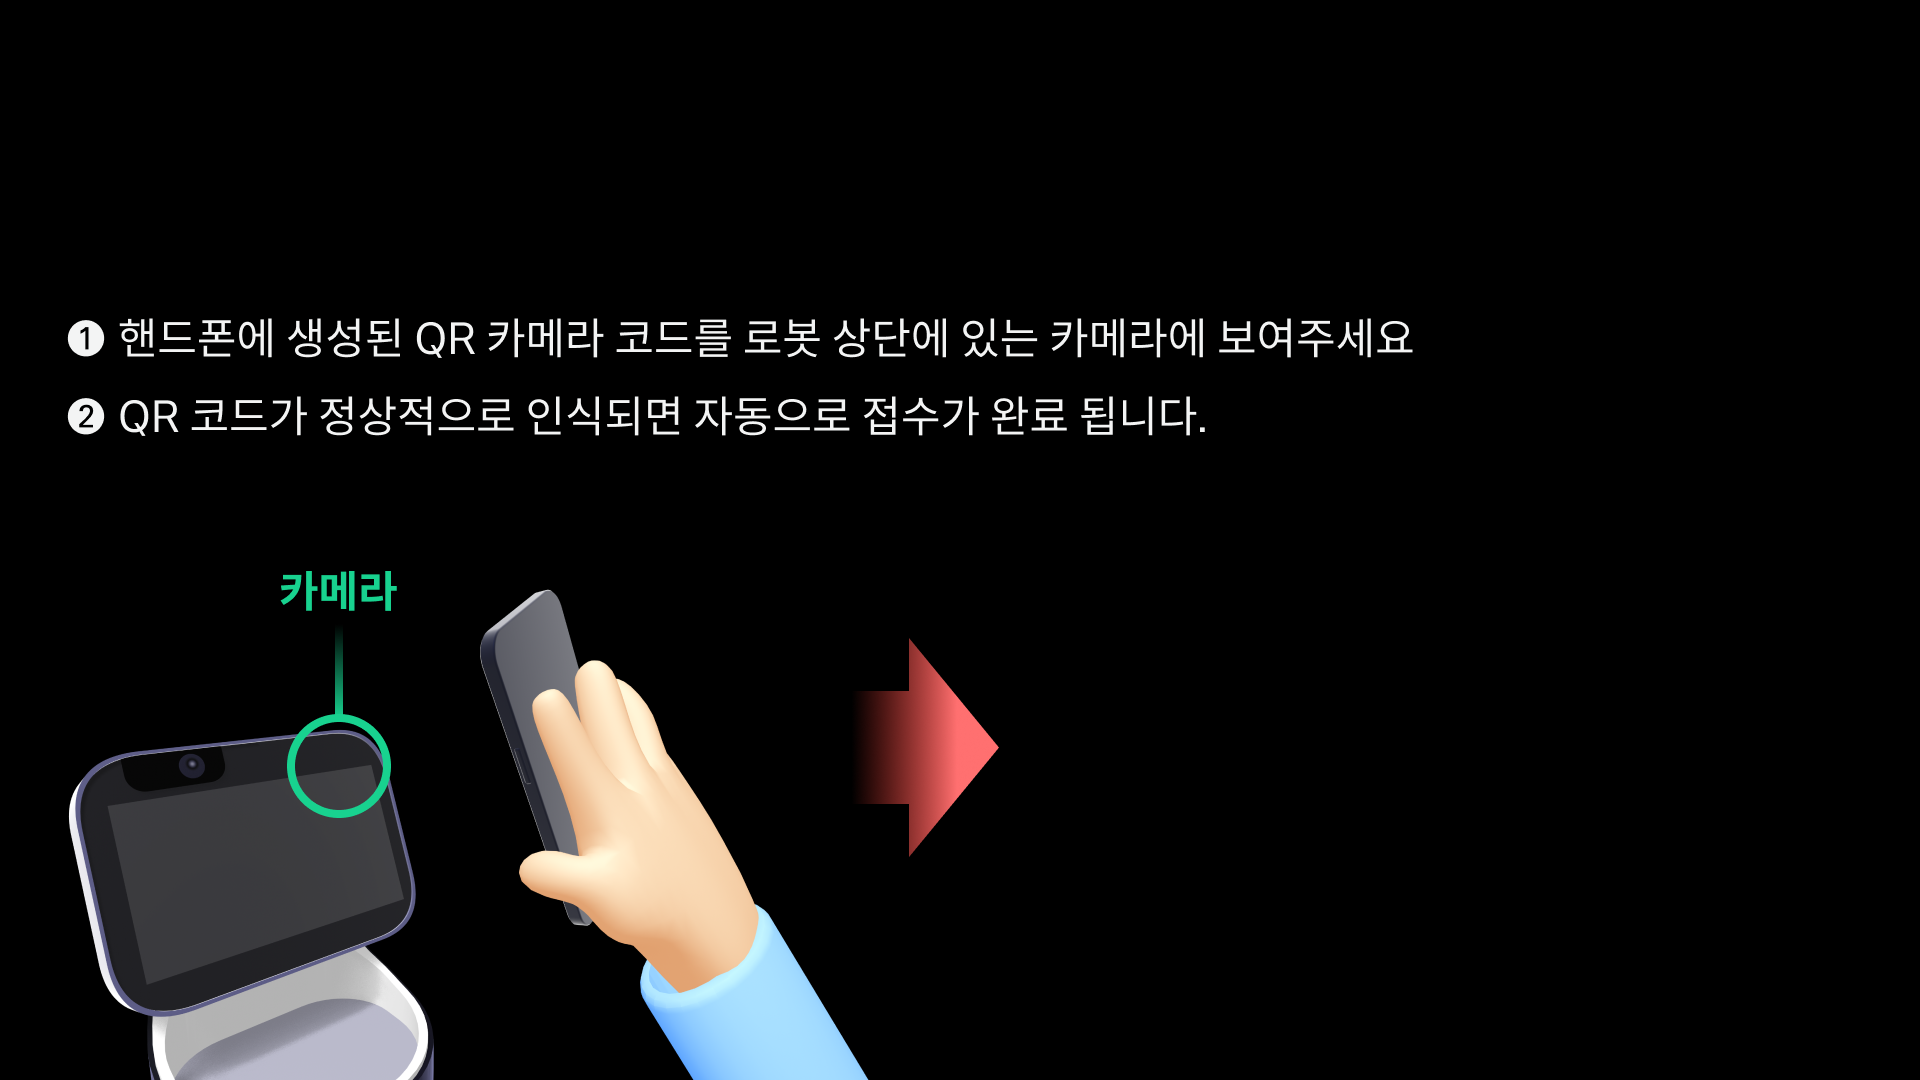 ❶ 핸드폰에 생성된 QR 카메라 코드를 로봇 상단에 있는 카메라에 보여주세요
❷ QR 코드가 정상적으로 인식되면 자동으로 접수가 완료 됩니다.
카메라